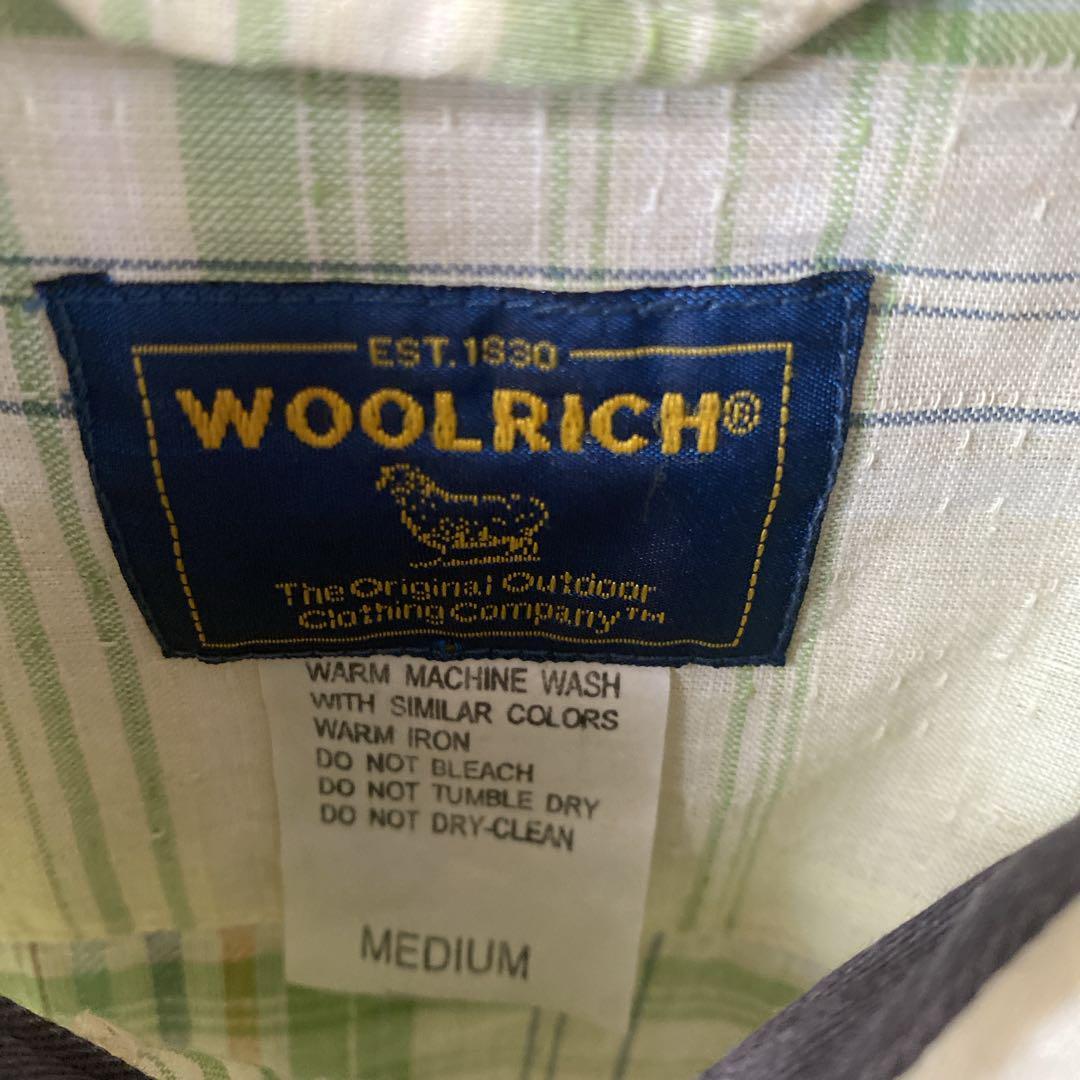 EST. 1830
WOOLRICH®
The Original Outdoor
Clothing Company™
WARM MACHINE WASH
WITH SIMILAR COLORS
WARM IRON
DO NOT BLEACH
DO NOT TUMBLE DRY
DO NOT DRY-CLEAN
MEDIUM